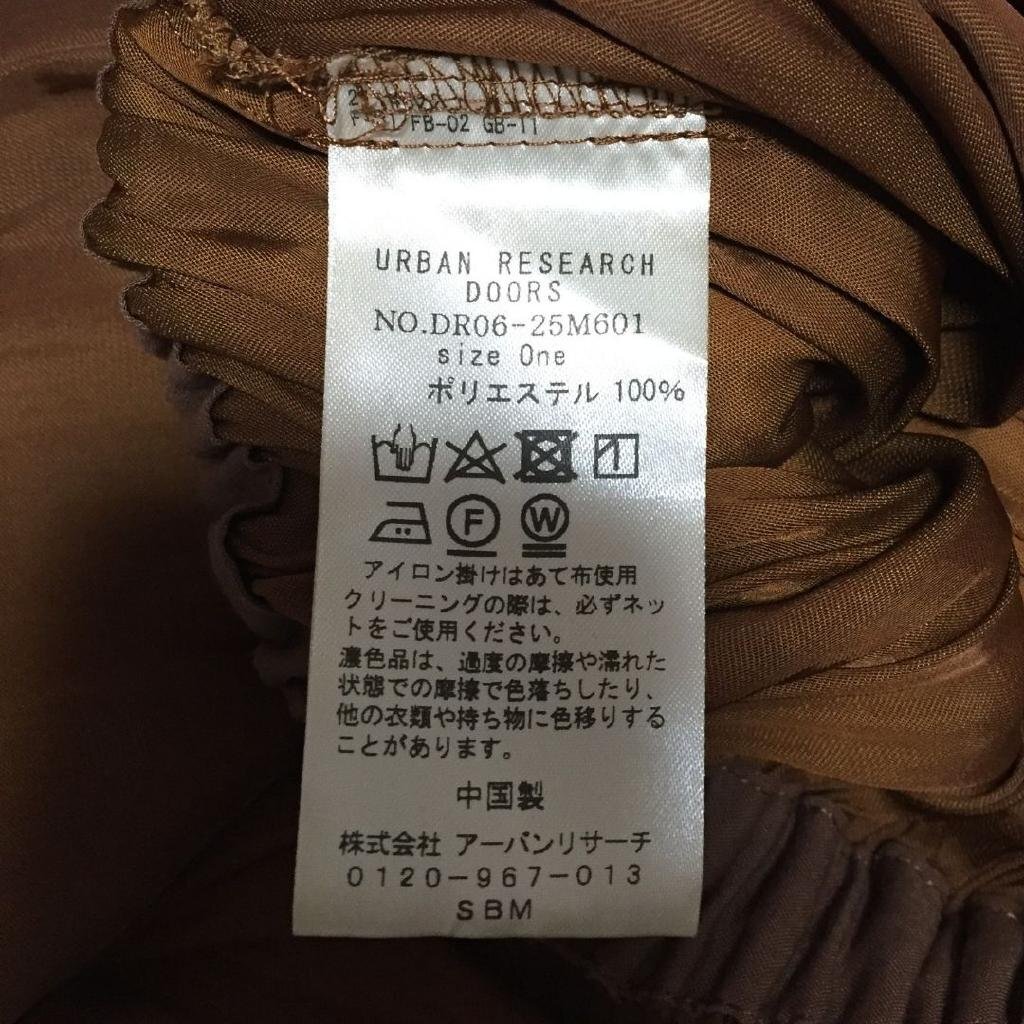 FB-02 GB-11
URBAN RESEARCH
DOORS
NO.DR06-25M601
size One
ポリエステル 100%
F
W
アイロン掛けはあて布使用
クリーニングの際は、必ずネッ
トをご使用ください。
濃色品は、過度の摩擦や濡れた
状態での摩擦で色落ちしたり、
他の衣類や持ち物に色移りする
ことがあります。
中国製
株式会社 アーバンリサーチ
0120-967-013
SBM